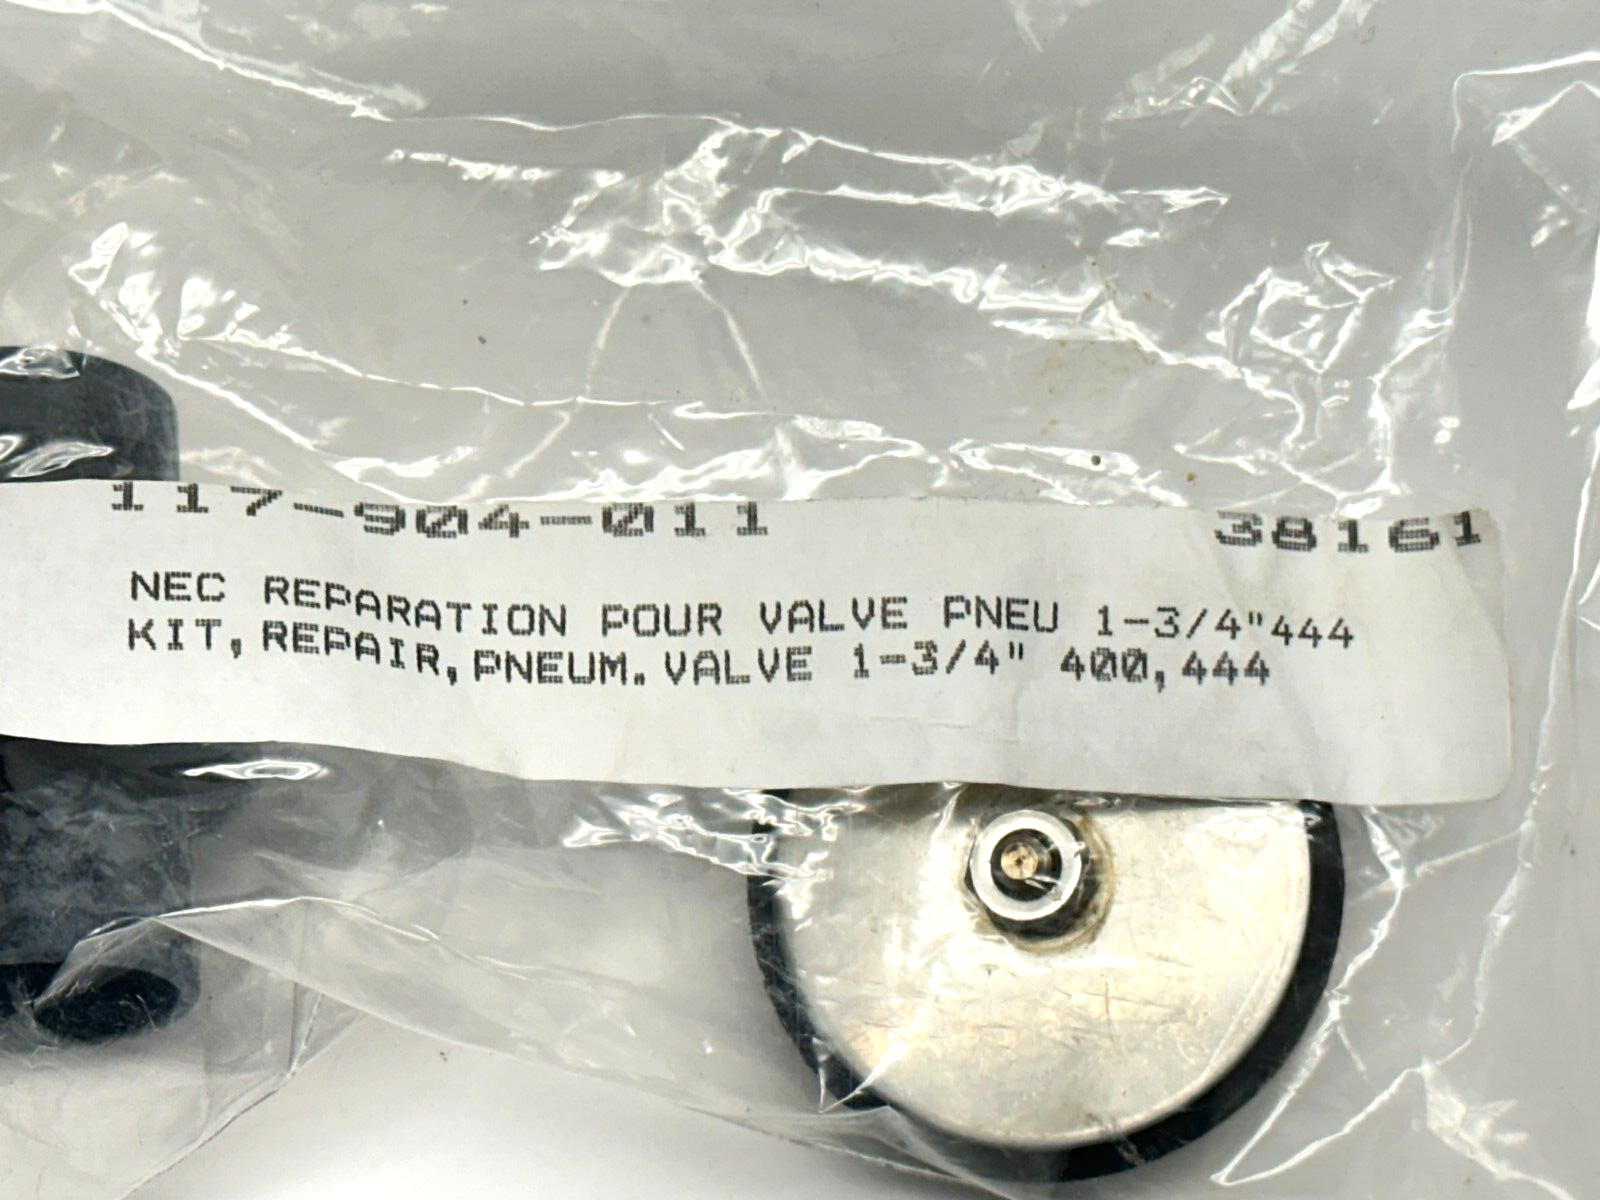 117-904-011 38161
NEC REPARATION POUR VALVE PNEU 1-3/4"444
KIT, REPAIR, PNEUM. VALVE 1-3/4" 400,444